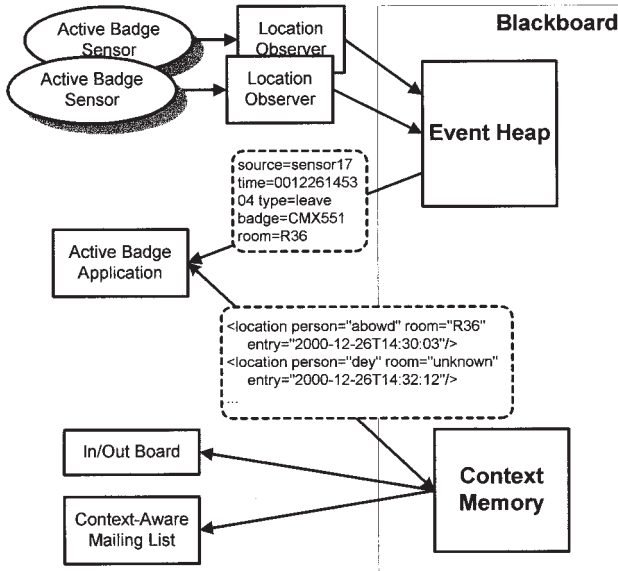 Blackboard
Active Badge
Sensor
Location
Observer
Active Badge
Sensor
Location
Observer
Event Heap
source=sensor17
time=0012261453
04 type=leave
badge=CMX551
room=R36
Active Badge
Application
<location person="abowd" room="R36"
entry="2000-12-26T14:30:03"/>
<location person="dey" room="unknown"
entry="2000-12-26T14:32:12"/>
...
In/Out Board
Context-Aware
Mailing List
Context
Memory